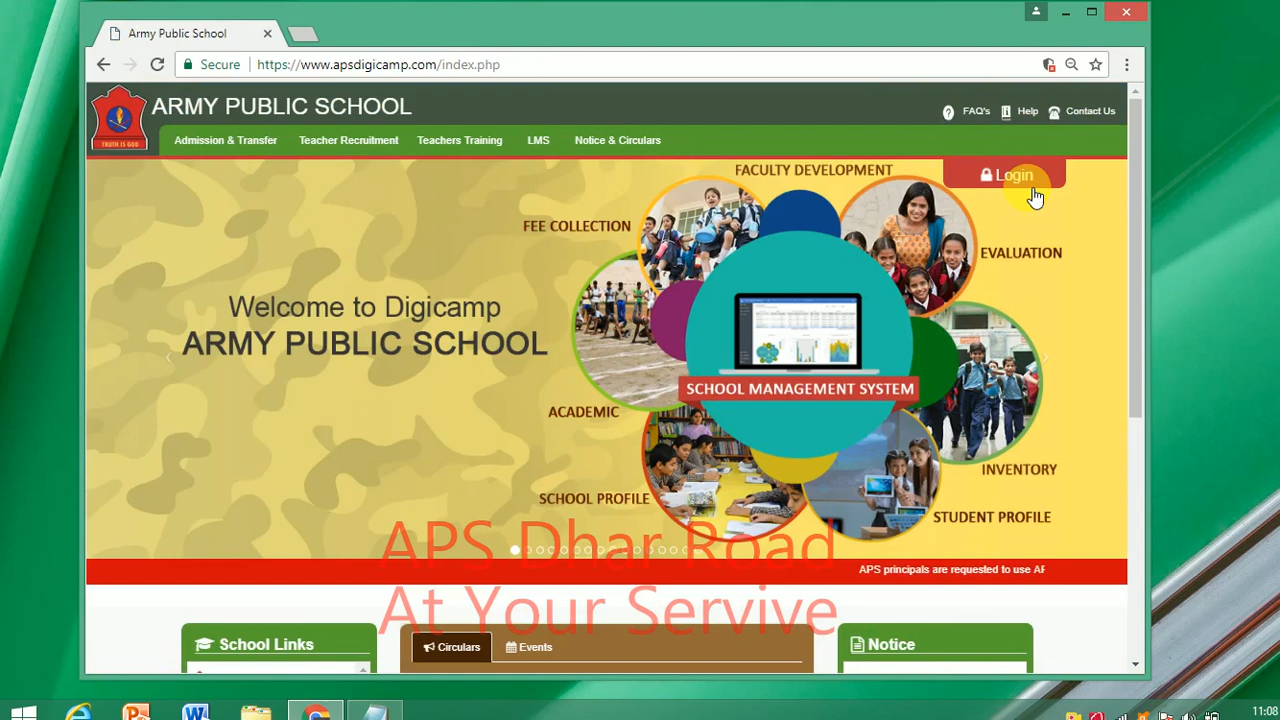 Army Public School
Secure
https://www.apsdigicamp.com/index.php
ARMY PUBLIC SCHOOL
TRUTH IS GOD
FAQ's
Help
Contact Us
Admission & Transfer
Teacher Recruitment
Teachers Training
LMS
Notice & Circulars
Login
FACULTY DEVELOPMENT
FEE COLLECTION
EVALUATION
Welcome to Digicamp
ARMY PUBLIC SCHOOL
SCHOOL MANAGEMENT SYSTEM
ACADEMIC
INVENTORY
SCHOOL PROFILE
STUDENT PROFILE
APS Dhar Road
APS principals are requested to use AF
At Your Servive
School Links
Circulars
Events
Notice
11:08